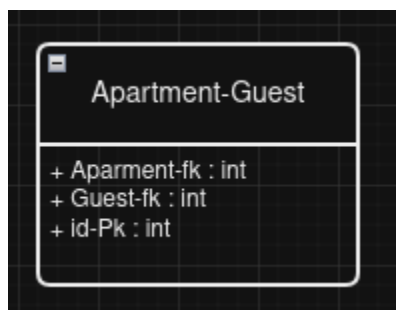 Apartment-Guest
+ Aparment-fk : int
+ Guest-fk : int
+ id-Pk : int